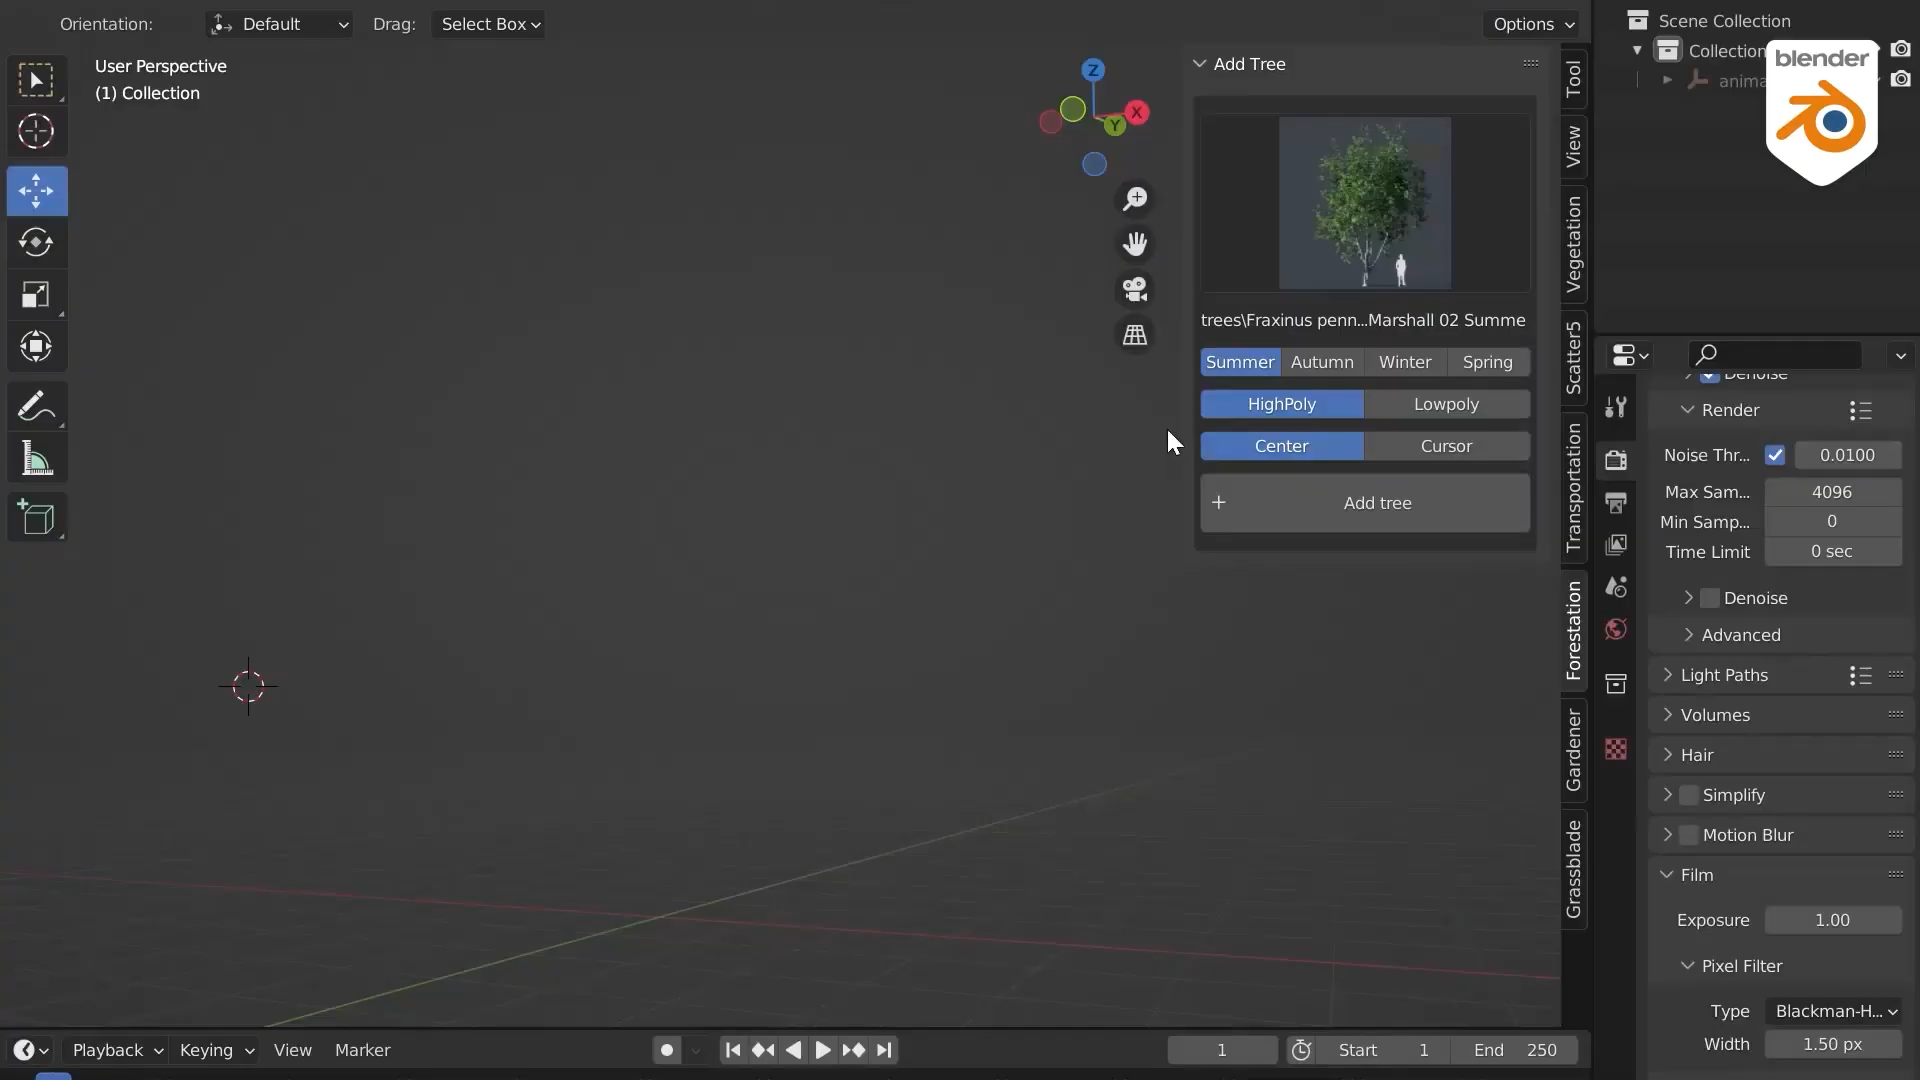 Orientation: Default Drag: Select Box Options
User Perspective
(1) Collection
Z
X
Y
Add Tree
trees\Fraxinus penn...Marshall 02 Summe
Summer Autumn Winter Spring
HighPoly Lowpoly
Center Cursor
+ Add tree
Tool
View
Vegetation
Scatter5
Transportation
Forestation
Gardener
Grassblade
Scene Collection
Collection
anima
blender
Denoise
Render
Noise Thr... 0.0100
Max Sam... 4096
Min Samp... 0
Time Limit 0 sec
Denoise
Advanced
Light Paths
Volumes
Hair
Simplify
Motion Blur
Film
Exposure 1.00
Pixel Filter
Type Blackman-H...
Width 1.50 px
Playback Keying View Marker 1 Start 1 End 250